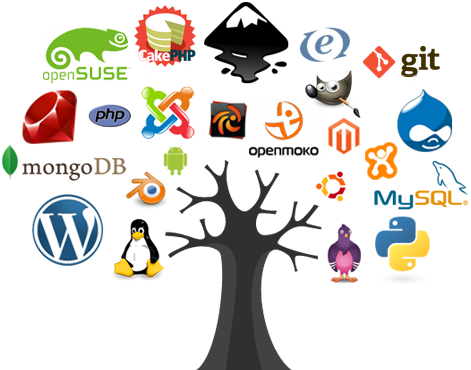 openSUSE
CakePHP
e
git
php
openmoko
mongoDB
MySQL®
W